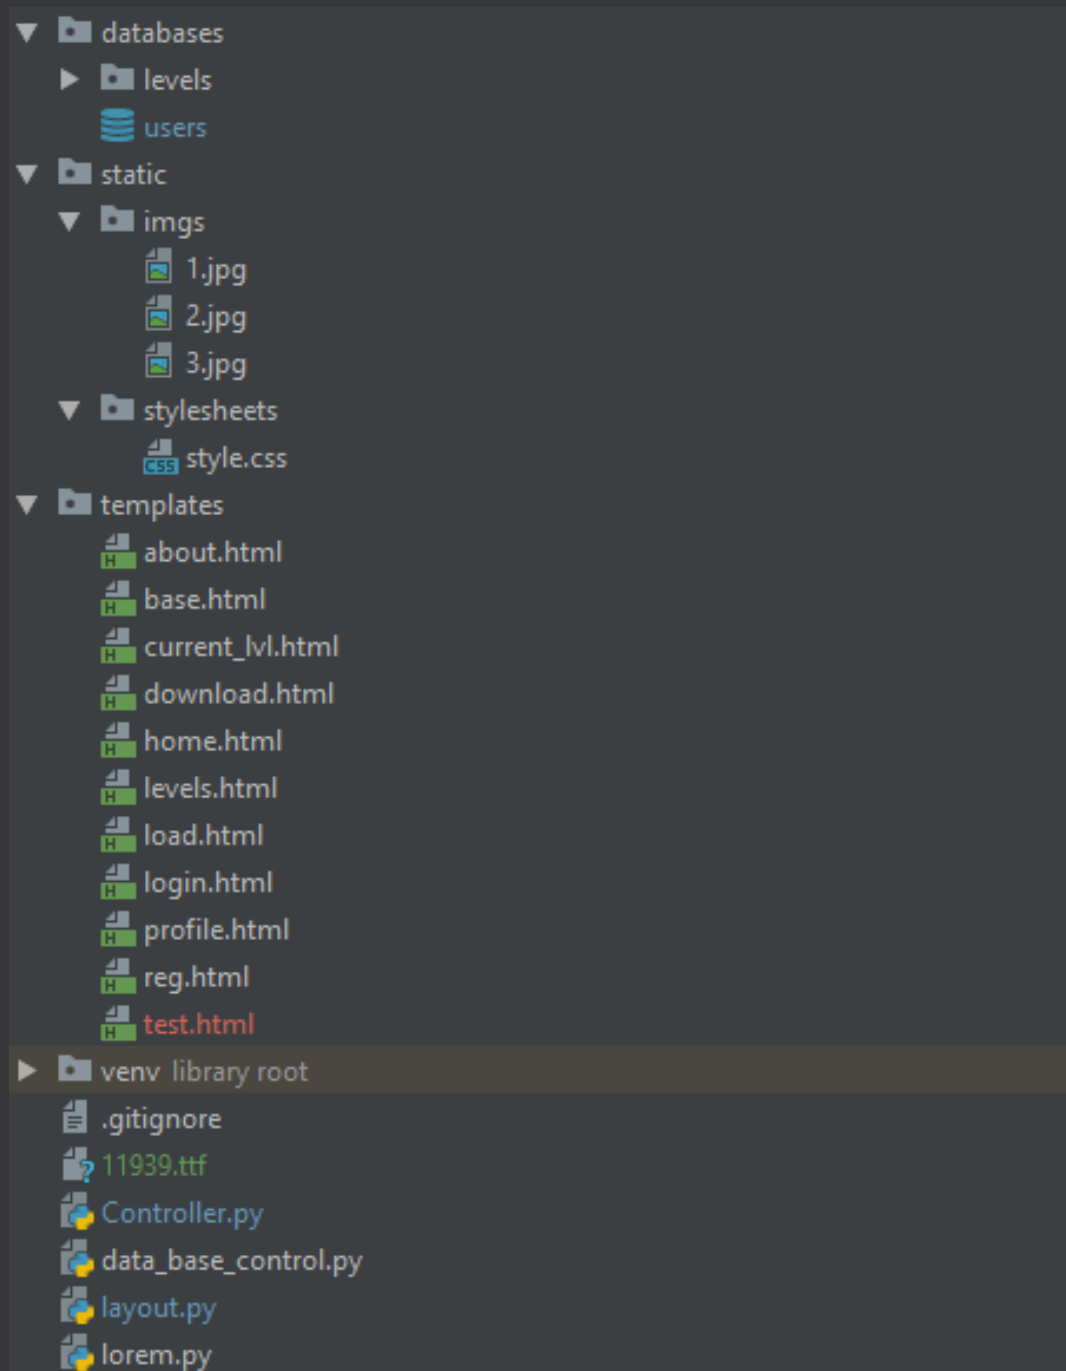 databases
levels
users
static
imgs
1.jpg
2.jpg
3.jpg
stylesheets
CSS style.css
templates
H about.html
H base.html
H current_lvl.html
H download.html
H home.html
H levels.html
H load.html
H login.html
H profile.html
H reg.html
H test.html
venv library root
.gitignore
? 11939.ttf
Controller.py
data_base_control.py
layout.py
lorem.py